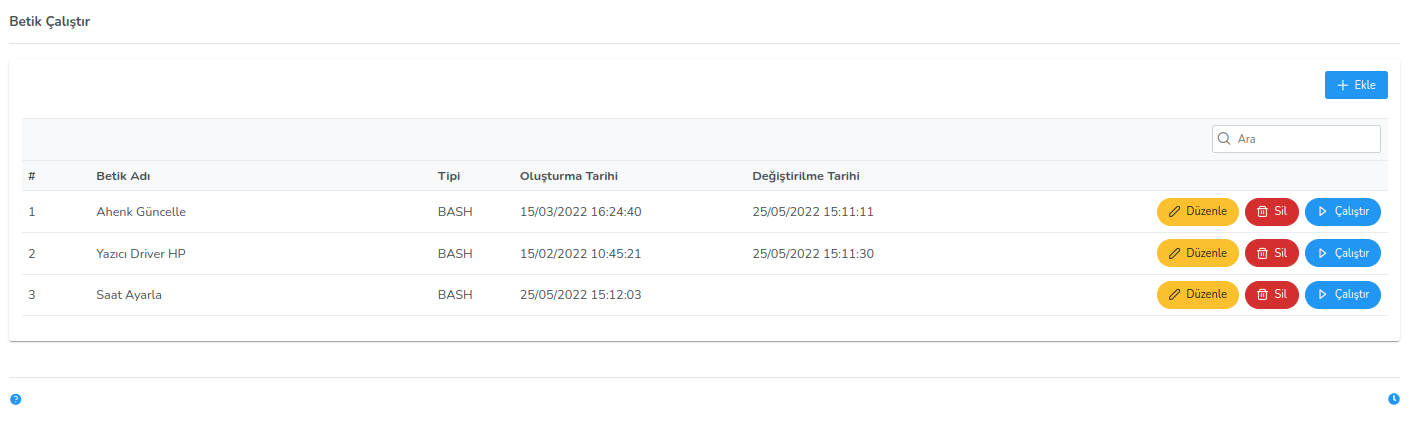 Betik Çalıştır
Ekle
Ara
# Betik Adı Tipi Oluşturma Tarihi Değiştirilme Tarihi
1 Ahenk Güncelle BASH 15/03/2022 16:24:40 25/05/2022 15:11:11 Düzenle Sil Çalıştır
2 Yazıcı Driver HP BASH 15/02/2022 10:45:21 25/05/2022 15:11:30 Düzenle Sil Çalıştır
3 Saat Ayarla BASH 25/05/2022 15:12:03 Düzenle Sil Çalıştır